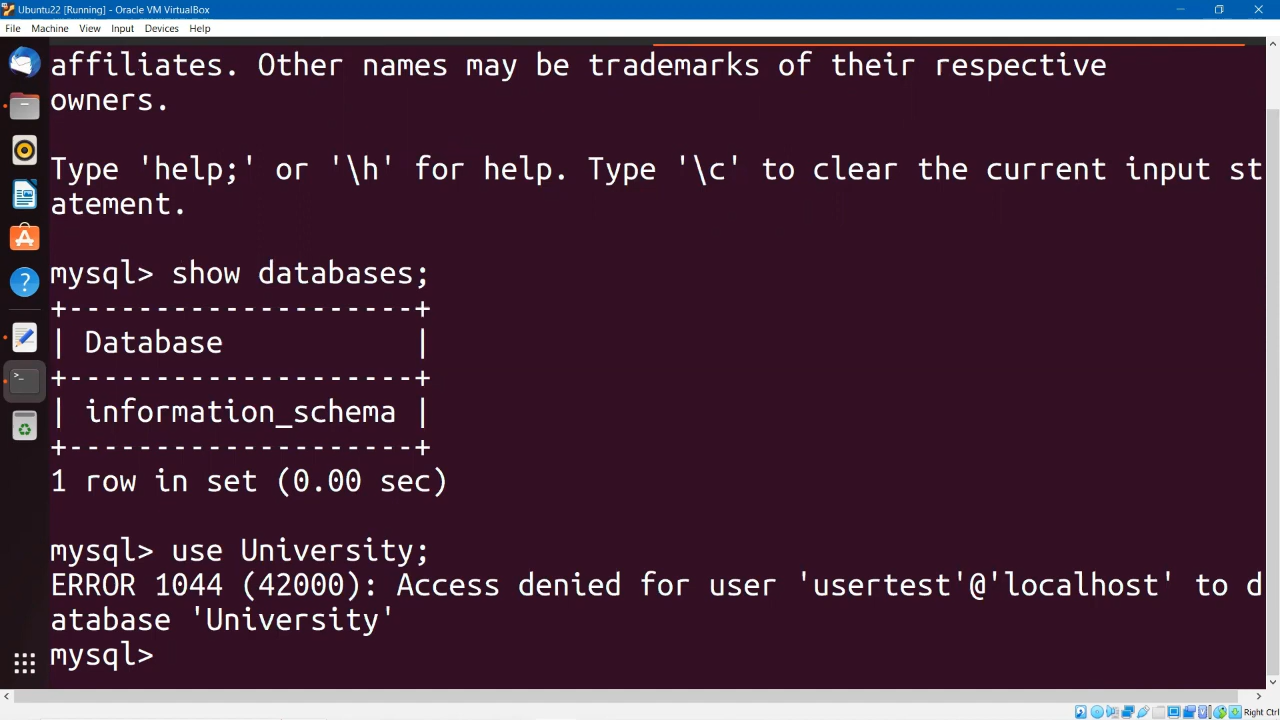 Ubuntu22 [Running] - Oracle VM VirtualBox
File Machine View Input Devices Help
affiliates. Other names may be trademarks of their respective
owners.
Type 'help;' or '\h' for help. Type '\c' to clear the current input st
atement.
mysql> show databases;
+--------------------+
| Database           |
+--------------------+
| information_schema |
+--------------------+
1 row in set (0.00 sec)
mysql> use University;
ERROR 1044 (42000): Access denied for user 'usertest'@'localhost' to d
atabase 'University'
mysql>
Right Ctrl